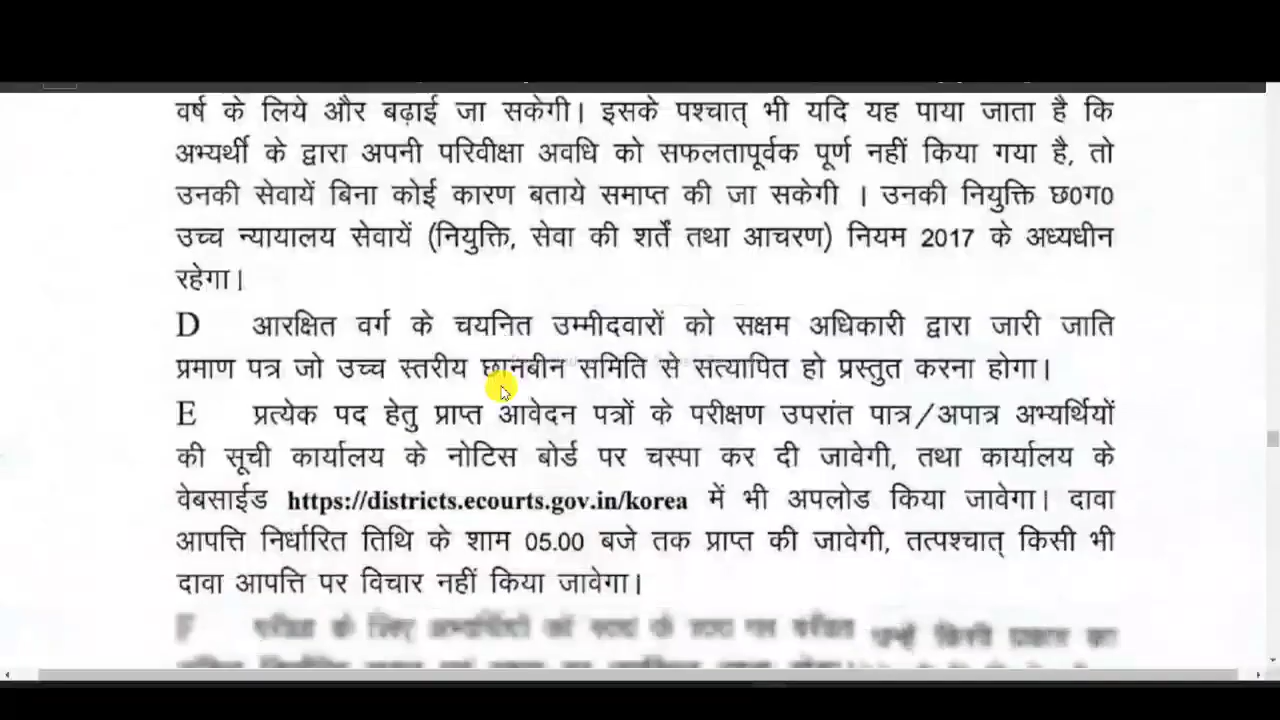 वर्ष के लिये और बढ़ाई जा सकेगी। इसके पश्चात् भी यदि यह पाया जाता है कि
अभ्यर्थी के द्वारा अपनी परिवीक्षा अवधि को सफलतापूर्वक पूर्ण नहीं किया गया है, तो
उनकी सेवायें बिना कोई कारण बताये समाप्त की जा सकेगी । उनकी नियुक्ति छ0ग0
उच्च न्यायालय सेवायें (नियुक्ति, सेवा की शर्तें तथा आचरण) नियम 2017 के अध्यधीन
रहेगा।
D आरक्षित वर्ग के चयनित उम्मीदवारों को सक्षम अधिकारी द्वारा जारी जाति
प्रमाण पत्र जो उच्च स्तरीय छानबीन समिति से सत्यापित हो प्रस्तुत करना होगा।
E प्रत्येक पद हेतु प्राप्त आवेदन पत्रों के परीक्षण उपरांत पात्र/अपात्र अभ्यर्थियों
की सूची कार्यालय के नोटिस बोर्ड पर चस्पा कर दी जावेगी, तथा कार्यालय के
वेबसाईड https://districts.ecourts.gov.in/korea में भी अपलोड किया जावेगा। दावा
आपत्ति निर्धारित तिथि के शाम 05.00 बजे तक प्राप्त की जावेगी, तत्पश्चात् किसी भी
दावा आपत्ति पर विचार नहीं किया जावेगा।